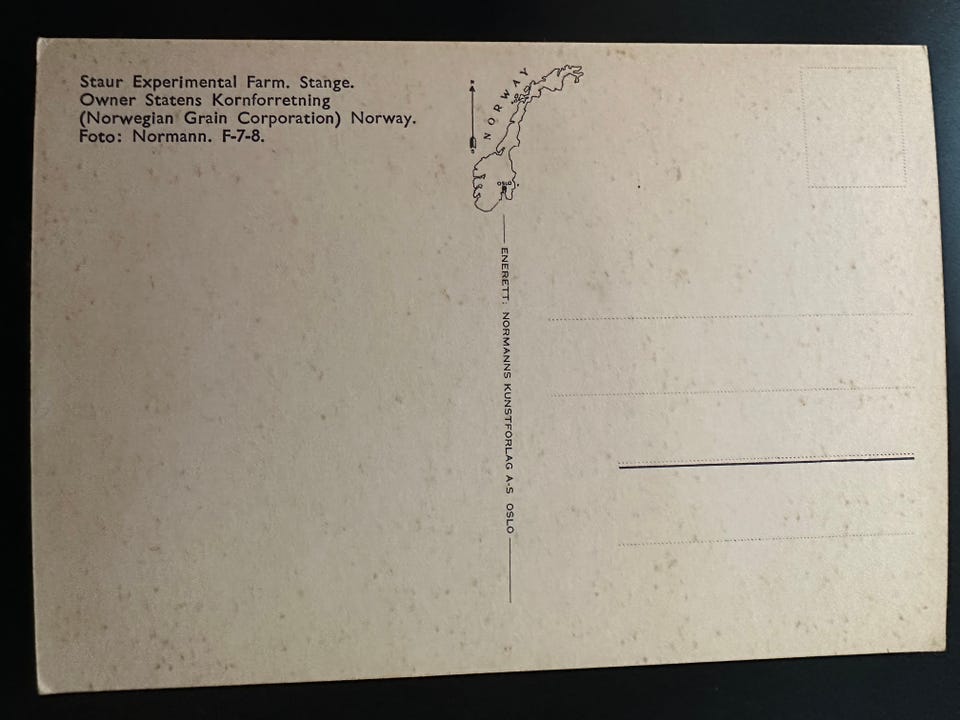 Staur Experimental Farm. Stange.
Owner Statens Kornforretning
(Norwegian Grain Corporation) Norway.
Foto: Normann. F-7-8.
NORWAY
ENERETT: NORMANNS KUNSTFORLAG A-S OSLO